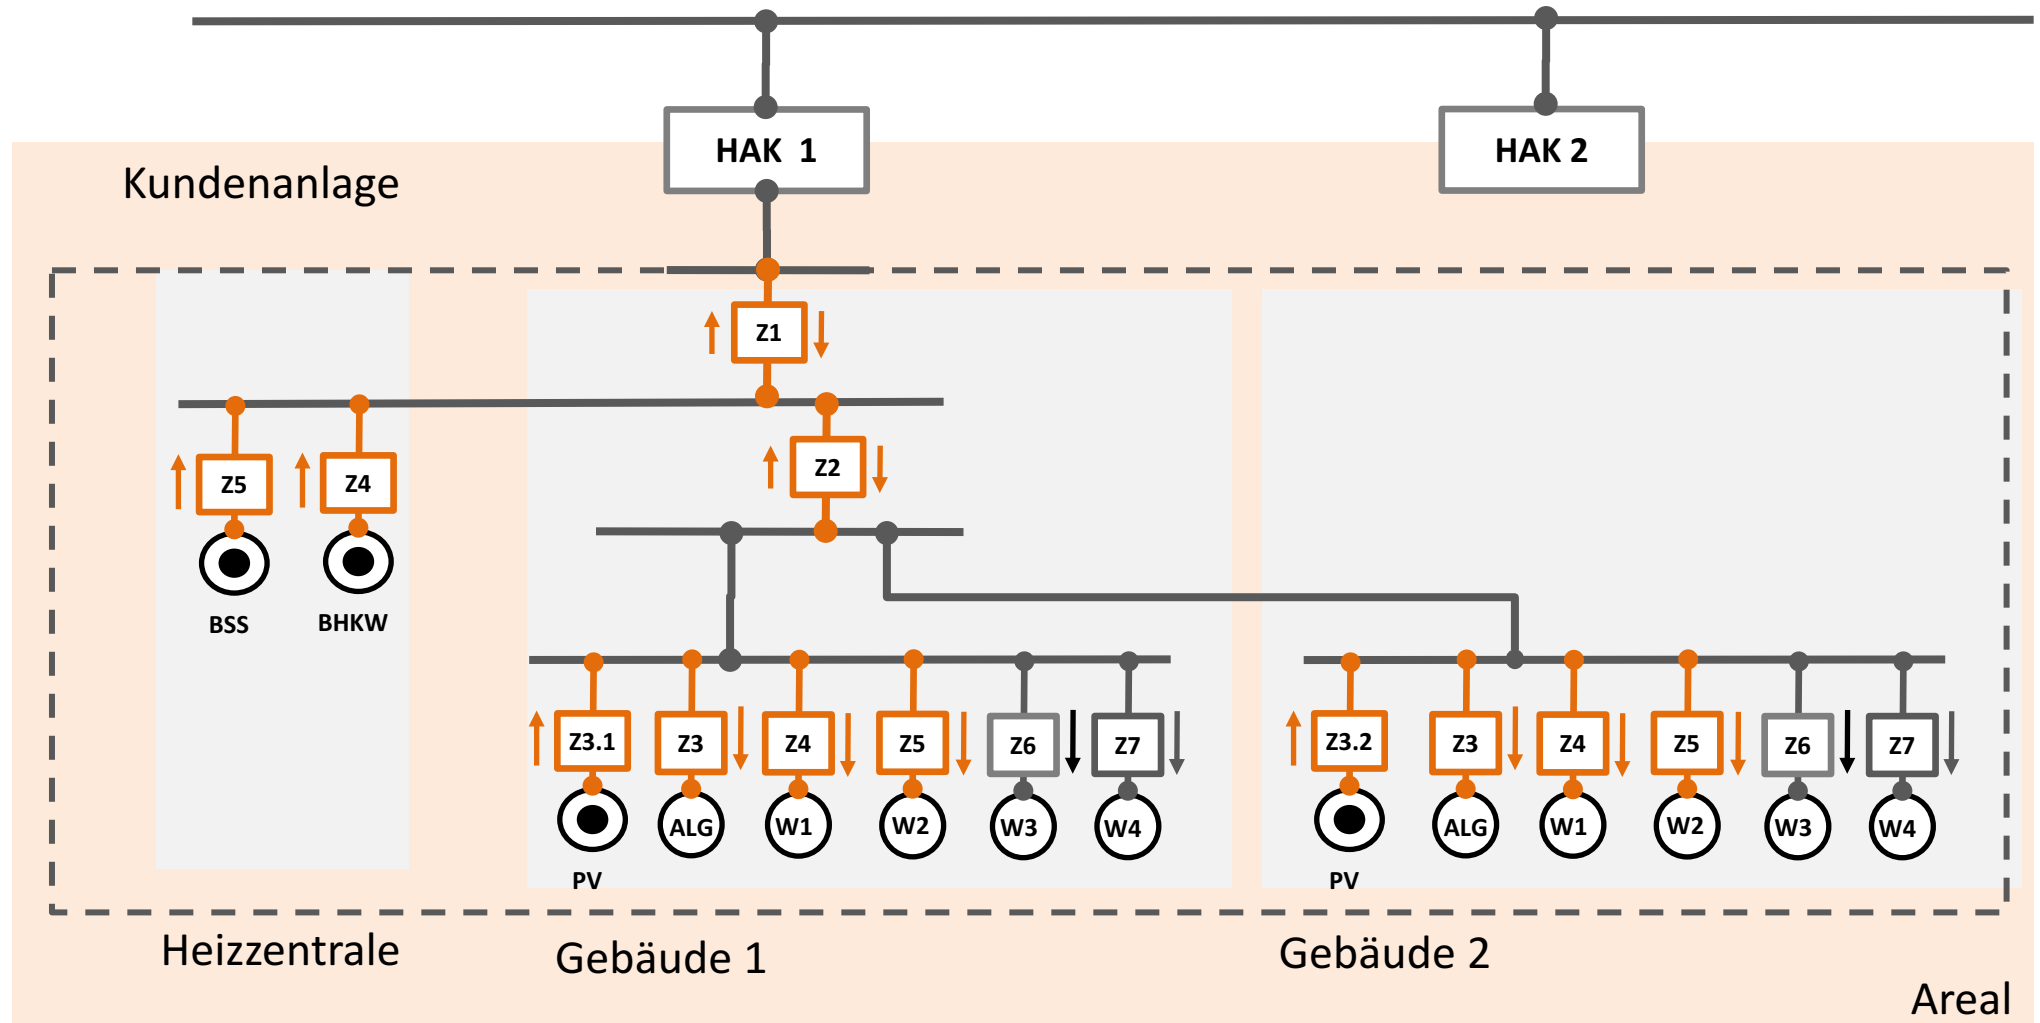 HAK 1
HAK 2
Kundenanlage
Z1
Z2
Z5
Z4
BSS
BHKW
Z3.1
Z3
Z4
Z5
Z6
Z7
Z3.2
Z3
Z4
Z5
Z6
Z7
ALG
W1
W2
W3
W4
ALG
W1
W2
W3
W4
PV
PV
Heizzentrale
Gebäude 1
Gebäude 2
Areal